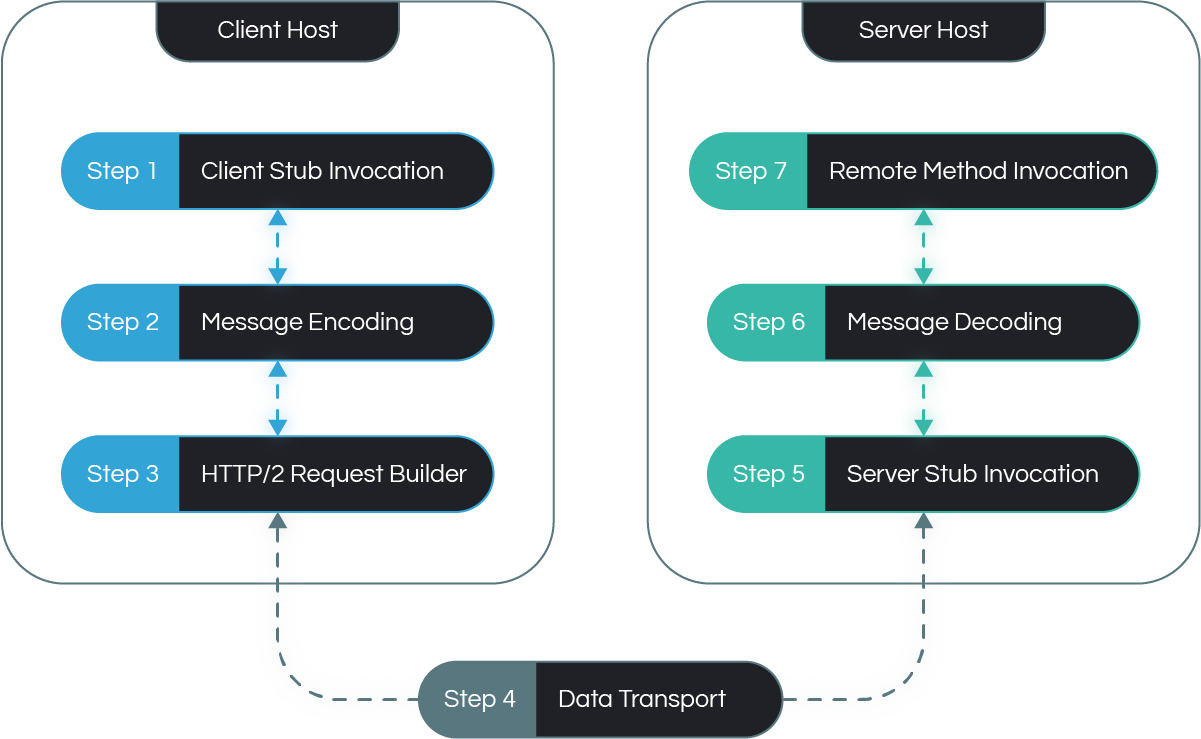 Client Host
Step 1 Client Stub Invocation
Step 2 Message Encoding
Step 3 HTTP/2 Request Builder
Step 4 Data Transport
Server Host
Step 7 Remote Method Invocation
Step 6 Message Decoding
Step 5 Server Stub Invocation